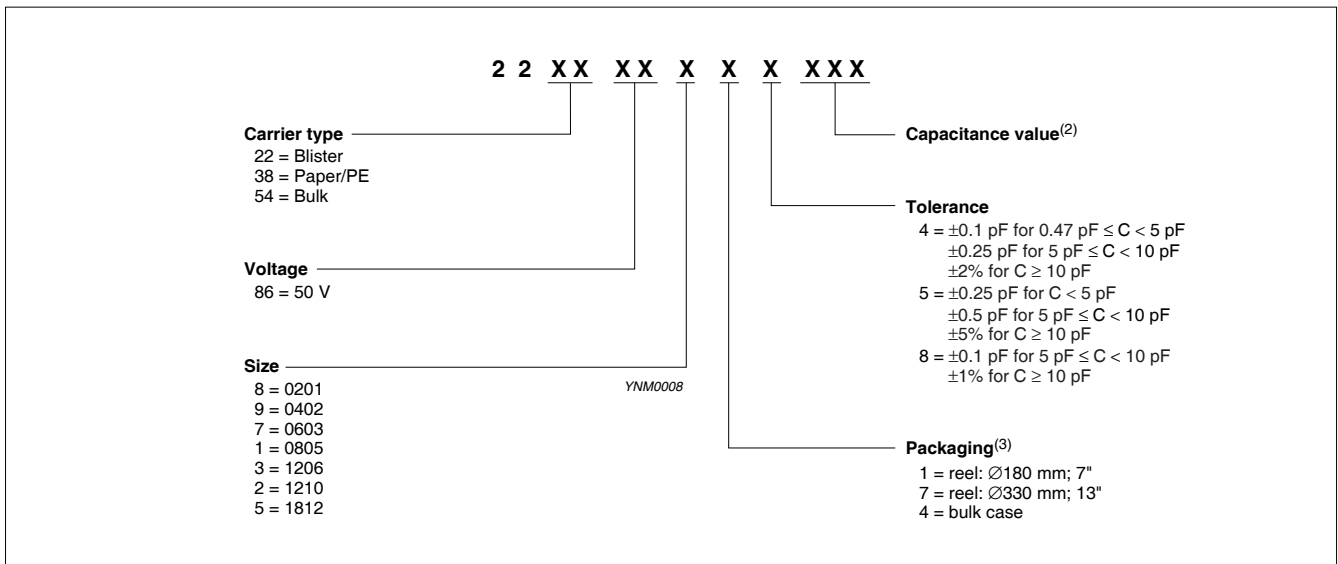 2 2 X X X X X X X X X X
Carrier type
22 = Blister
38 = Paper/PE
54 = Bulk
Voltage
86 = 50 V
Size
8 = 0201
9 = 0402
7 = 0603
1 = 0805
3 = 1206
2 = 1210
5 = 1812
YNM0008
Capacitance value(2)
Tolerance
4 = ±0.1 pF for 0.47 pF ≤ C < 5 pF
±0.25 pF for 5 pF ≤ C < 10 pF
±2% for C ≥ 10 pF
5 = ±0.25 pF for C < 5 pF
±0.5 pF for 5 pF ≤ C < 10 pF
±5% for C ≥ 10 pF
8 = ±0.1 pF for 5 pF ≤ C < 10 pF
±1% for C ≥ 10 pF
Packaging(3)
1 = reel: ∅180 mm; 7"
7 = reel: ∅330 mm; 13"
4 = bulk case